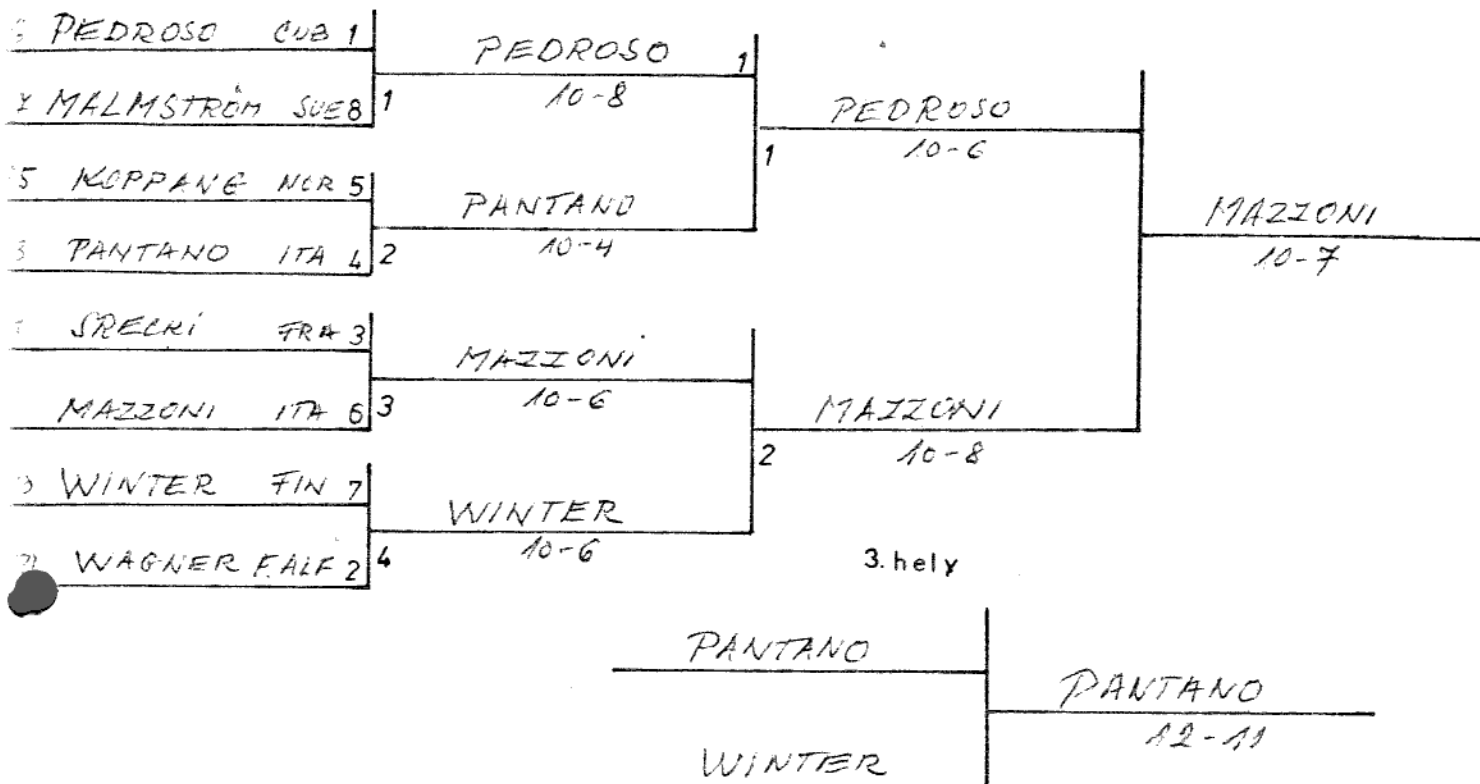 PEDROSO CUB 1
PEDROSO 1
10-8
MALMSTRÖM SUE 8 1
PEDROSO
10-6
1
5 KOPPANG NOR 5
PANTANO
10-4
PANTANO ITA 4 2
MAZZONI
10-7
FRA 3
MAZZONI
10-6
MAZZONI ITA 6 3
MAZZONI
10-8
2
WINTER FIN 7
WINTER
10-6
WAGNER F.ALF 2 4
3. hely
PANTANO
PANTANO
12-11
WINTER